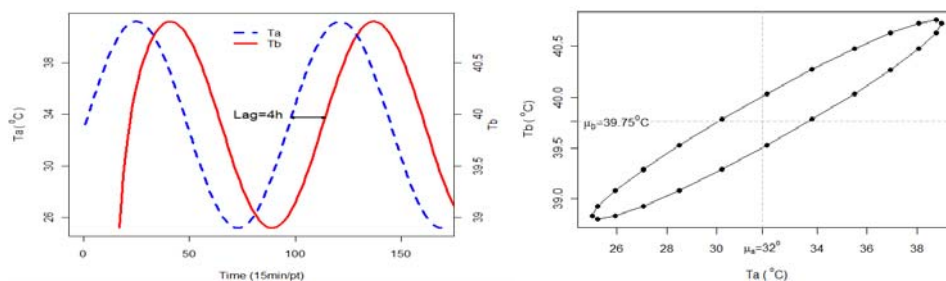 Ta
Tb
Lag=4h
38
34
30
26
Ta (°C)
40.5
40
39.5
39
Tb
0
50
100
150
Time (15min/pt)
40.5
40.0
39.5
39.0
Tb (°C)
μb=39.75°C
26
28
30
μa=32°
34
36
38
Ta (°C)